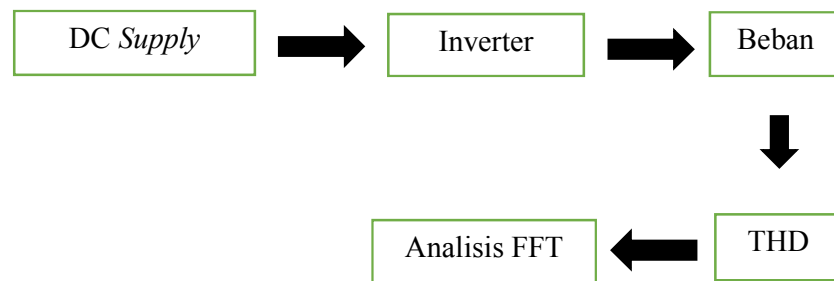 DC Supply
Inverter
Beban
THD
Analisis FFT